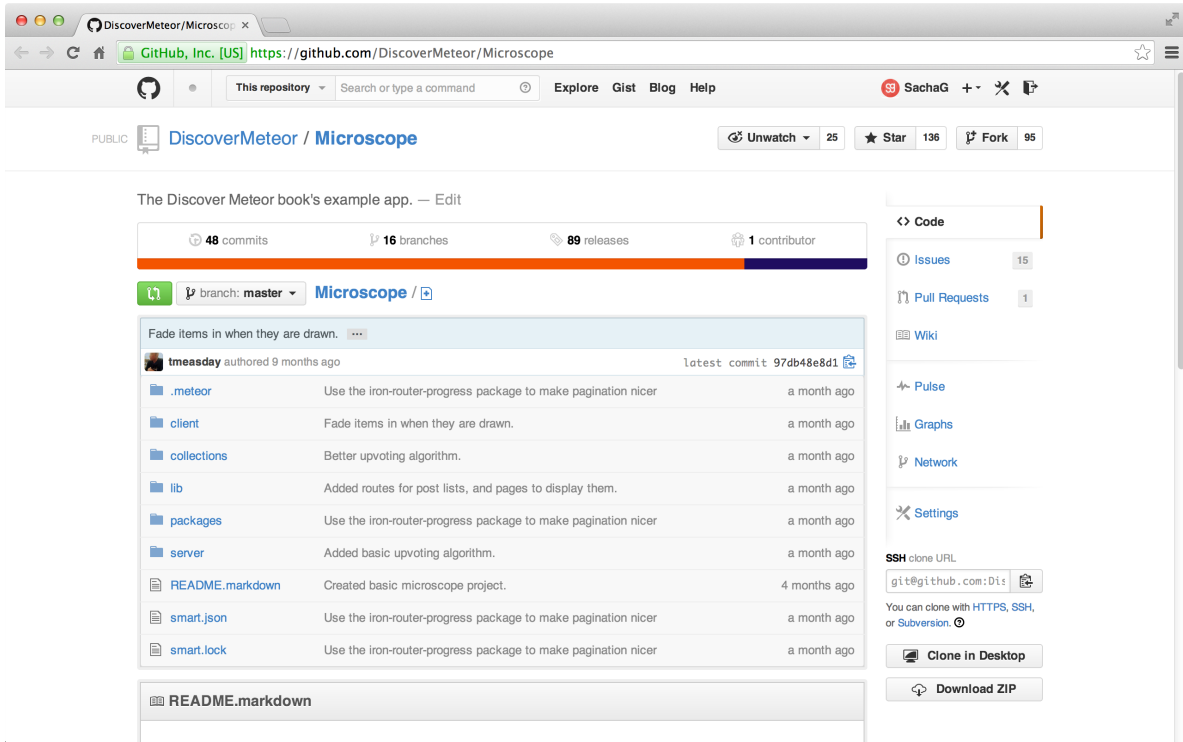 DiscoverMeteor/Microscop
GitHub, Inc. [US] https://github.com/DiscoverMeteor/Microscope
This repository Search or type a command Explore Gist Blog Help SachaG
PUBLIC DiscoverMeteor / Microscope Unwatch 25 Star 136 Fork 95
The Discover Meteor book's example app. — Edit
48 commits 16 branches 89 releases 1 contributor
branch: master Microscope /
Fade items in when they are drawn.
tmeasday authored 9 months ago latest commit 97db48e8d1
.meteor Use the iron-router-progress package to make pagination nicer a month ago
client Fade items in when they are drawn. a month ago
collections Better upvoting algorithm. a month ago
lib Added routes for post lists, and pages to display them. a month ago
packages Use the iron-router-progress package to make pagination nicer a month ago
server Added basic upvoting algorithm. a month ago
README.markdown Created basic microscope project. 4 months ago
smart.json Use the iron-router-progress package to make pagination nicer a month ago
smart.lock Use the iron-router-progress package to make pagination nicer a month ago
README.markdown
Code
Issues 15
Pull Requests 1
Wiki
Pulse
Graphs
Network
Settings
SSH clone URL
git@github.com:Dis
You can clone with HTTPS, SSH,
or Subversion.
Clone in Desktop
Download ZIP